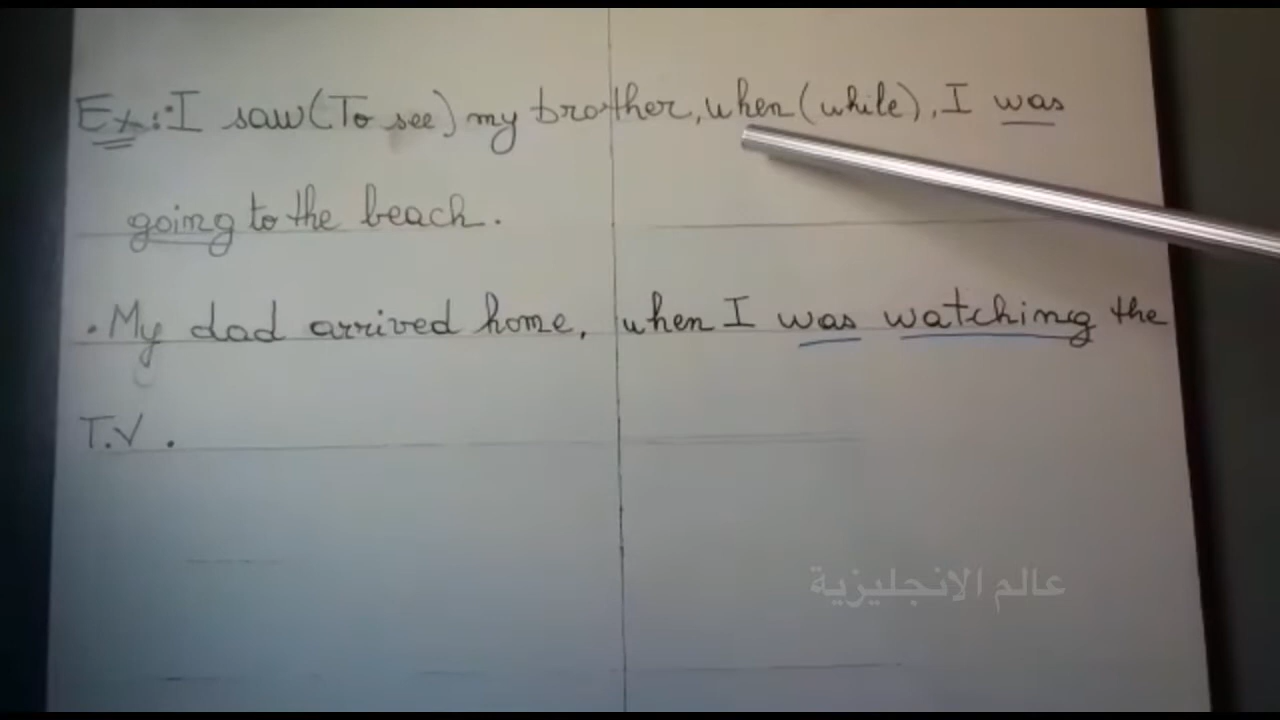 Ex: I saw (To see) my brother, when (while), I was
going to the beach.
. My dad arrived home, when I was watching the
T.V.
عالم الانجليزية